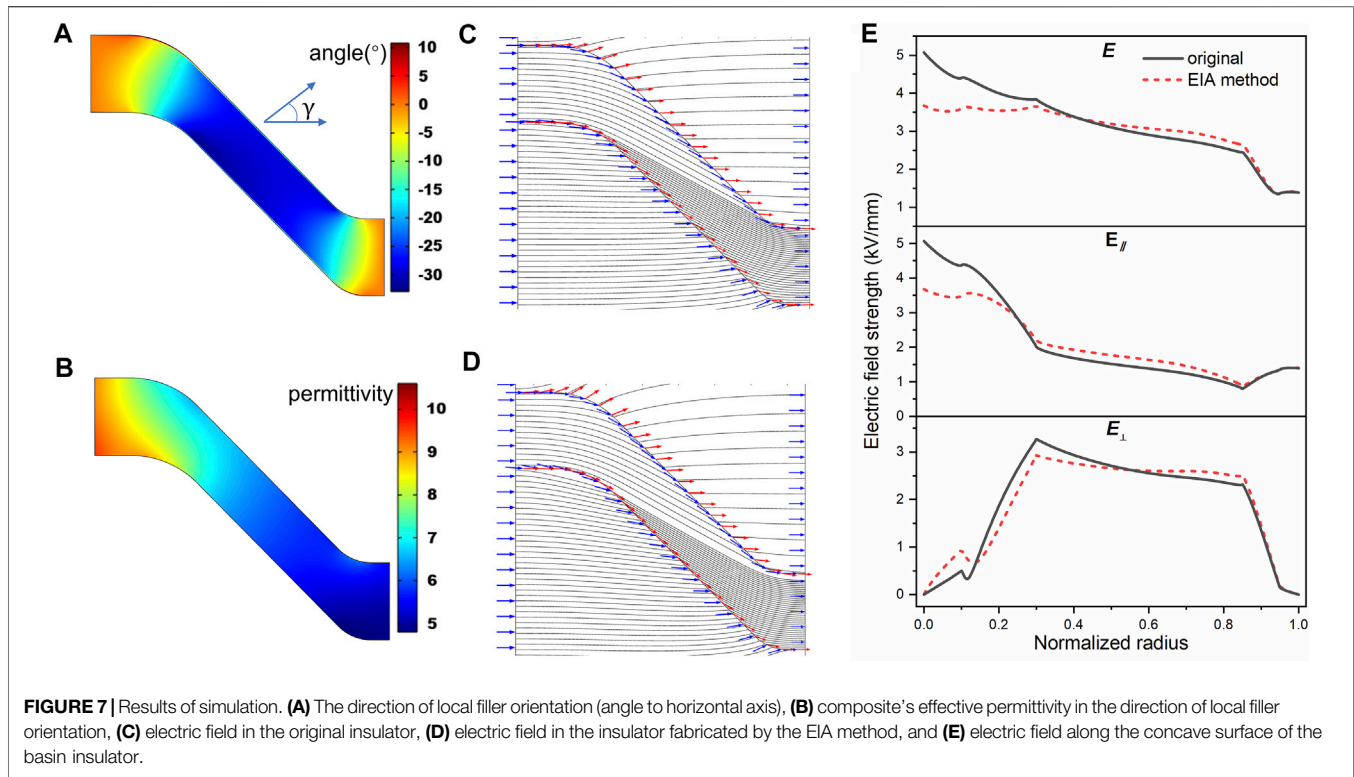 A
angle(°)
γ
10
5
0
-5
-10
-15
-20
-25
-30
B
permittivity
10
9
8
7
6
5
C
D
E
E
original
EIA method
5
4
3
2
1
E∥
5
4
3
2
1
0
E⊥
3
2
1
0
Electric field strength (kV/mm)
0.0 0.2 0.4 0.6 0.8 1.0
Normalized radius
FIGURE 7 | Results of simulation. (A) The direction of local filler orientation (angle to horizontal axis), (B) composite's effective permittivity in the direction of local filler
orientation, (C) electric field in the original insulator, (D) electric field in the insulator fabricated by the EIA method, and (E) electric field along the concave surface of the
basin insulator.